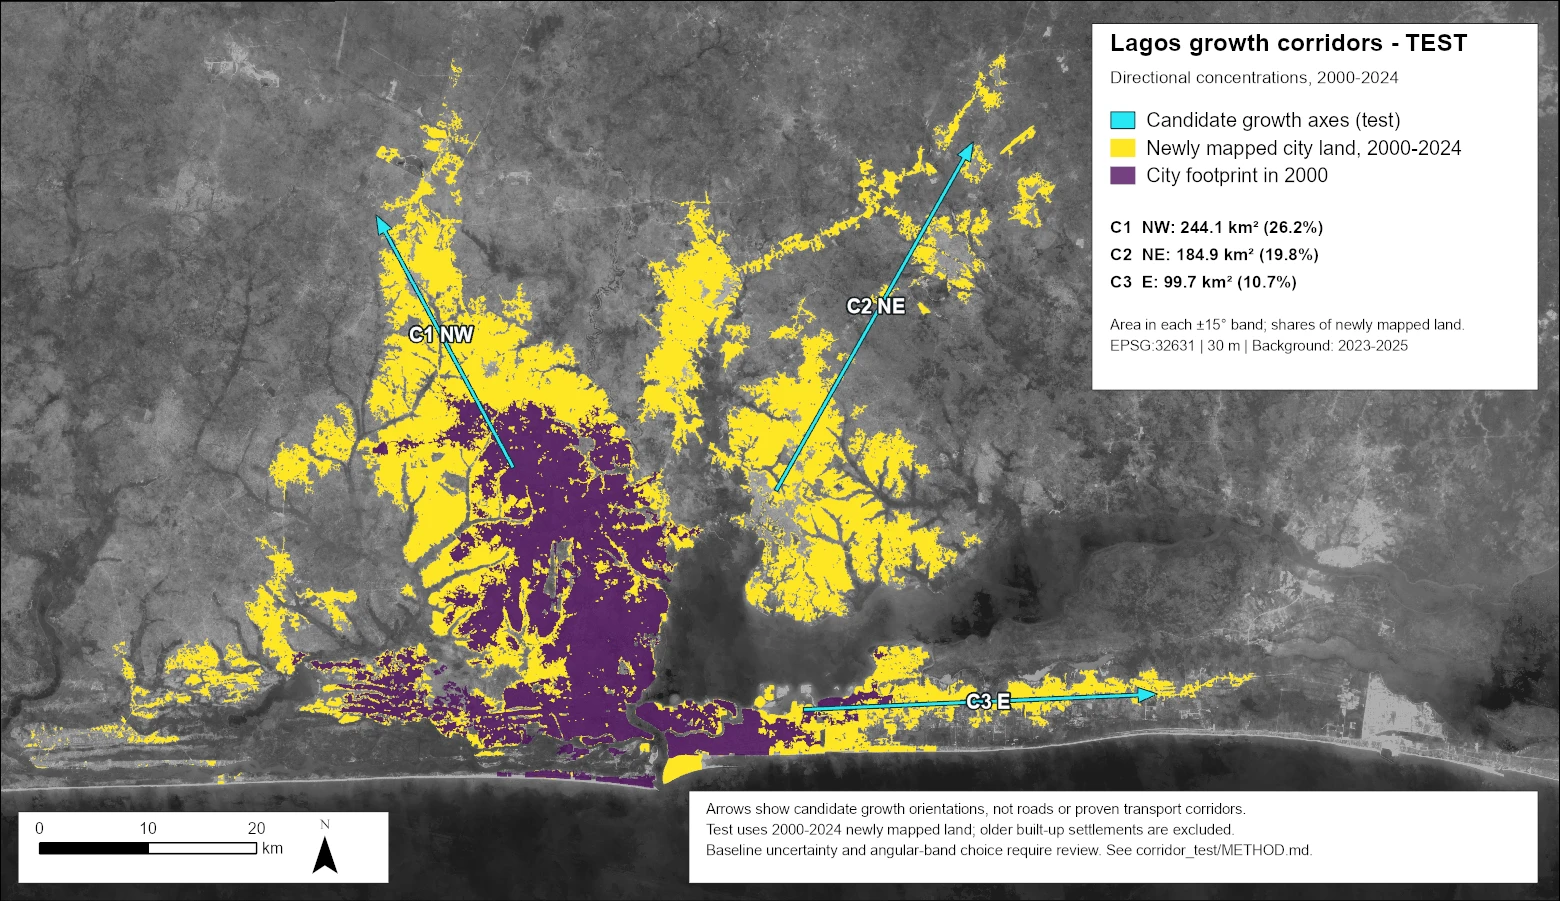 Lagos growth corridors - TEST
Directional concentrations, 2000-2024
Candidate growth axes (test)
Newly mapped city land, 2000-2024
City footprint in 2000
C1 NW: 244.1 km² (26.2%)
C2 NE: 184.9 km² (19.8%)
C3 E: 99.7 km² (10.7%)
Area in each ±15° band; shares of newly mapped land.
EPSG:32631 | 30 m | Background: 2023-2025
C2 NE
C1 NW
C3 E
Arrows show candidate growth orientations, not roads or proven transport corridors.
Test uses 2000-2024 newly mapped land; older built-up settlements are excluded.
Baseline uncertainty and angular-band choice require review. See corridor_test/METHOD.md.
0 10 20
km
N